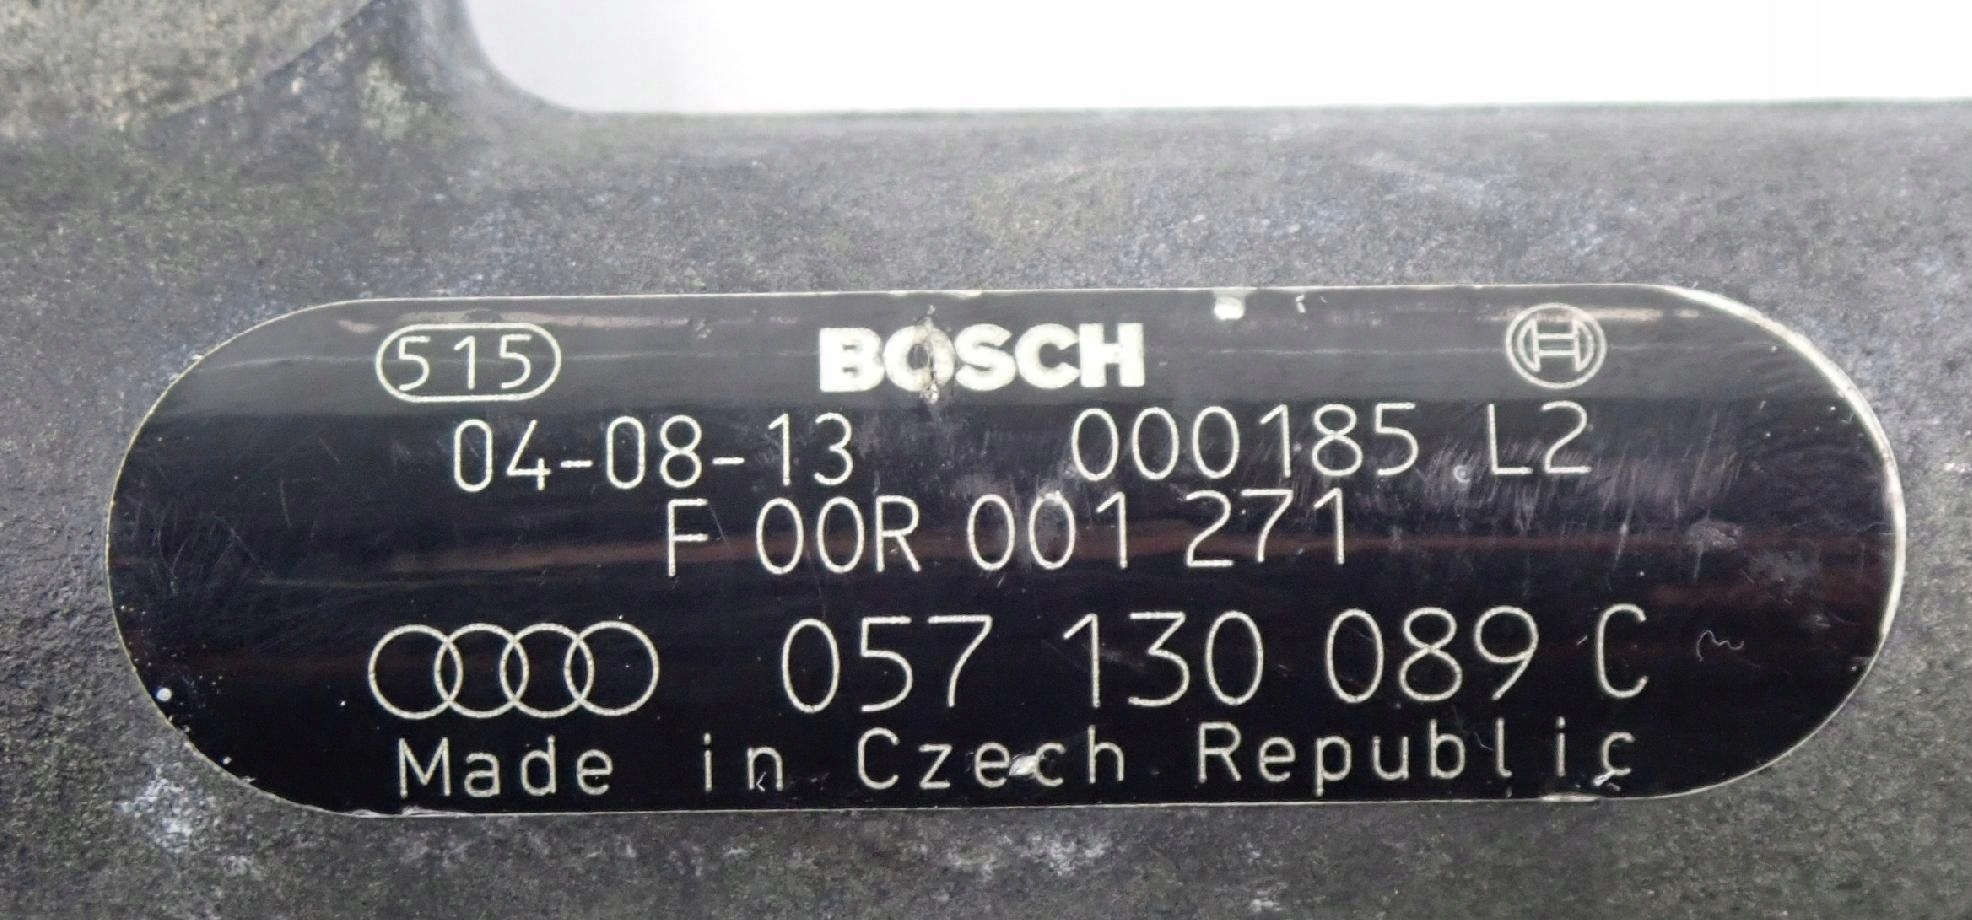 515 BOSCH
04-08-13 000185 L2
F 00R 001 271
057 130 089 C
Made in Czech Republic